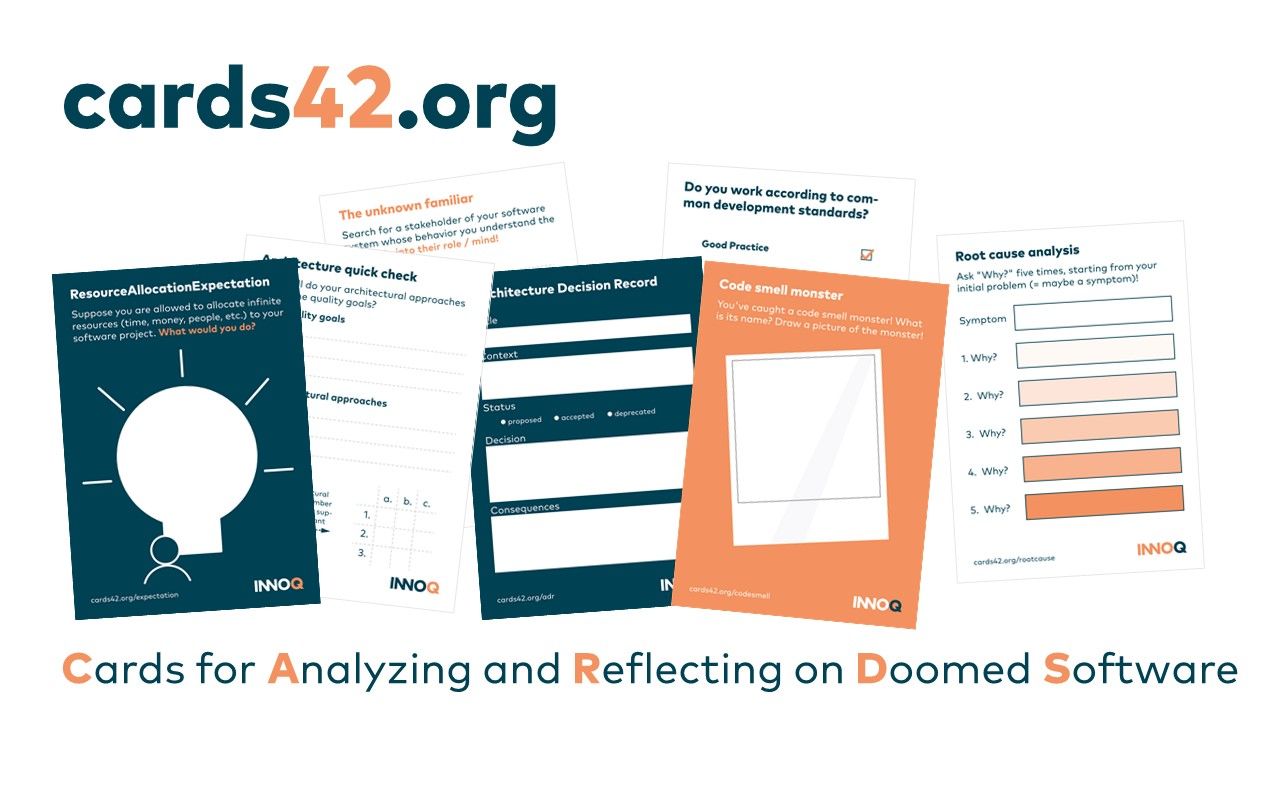 cards42.org
The unknown familiar
Search for a stakeholder of your software
system whose behavior you understand the
into their role / mind!
Do you work according to com-
mon development standards?
Good Practice
Architecture quick check
do your architectural approaches
quality goals?
goals
approaches
a. b. c.
1.
2.
3.
INNOQ
ResourceAllocationExpectation
Suppose you are allowed to allocate infinite
resources (time, money, people, etc.) to your
software project. What would you do?
cards42.org/expectation
INNOQ
Architecture Decision Record
Context
Status
proposed accepted deprecated
Decision
Consequences
cards42.org/adr
Code smell monster
You've caught a code smell monster! What
is its name? Draw a picture of the monster!
cards42.org/codesmell
INNOQ
Root cause analysis
Ask "Why?" five times, starting from your
initial problem (= maybe a symptom)!
Symptom
1. Why?
2. Why?
3. Why?
4. Why?
5. Why?
cards42.org/rootcause
INNOQ
Cards for Analyzing and Reflecting on Doomed Software